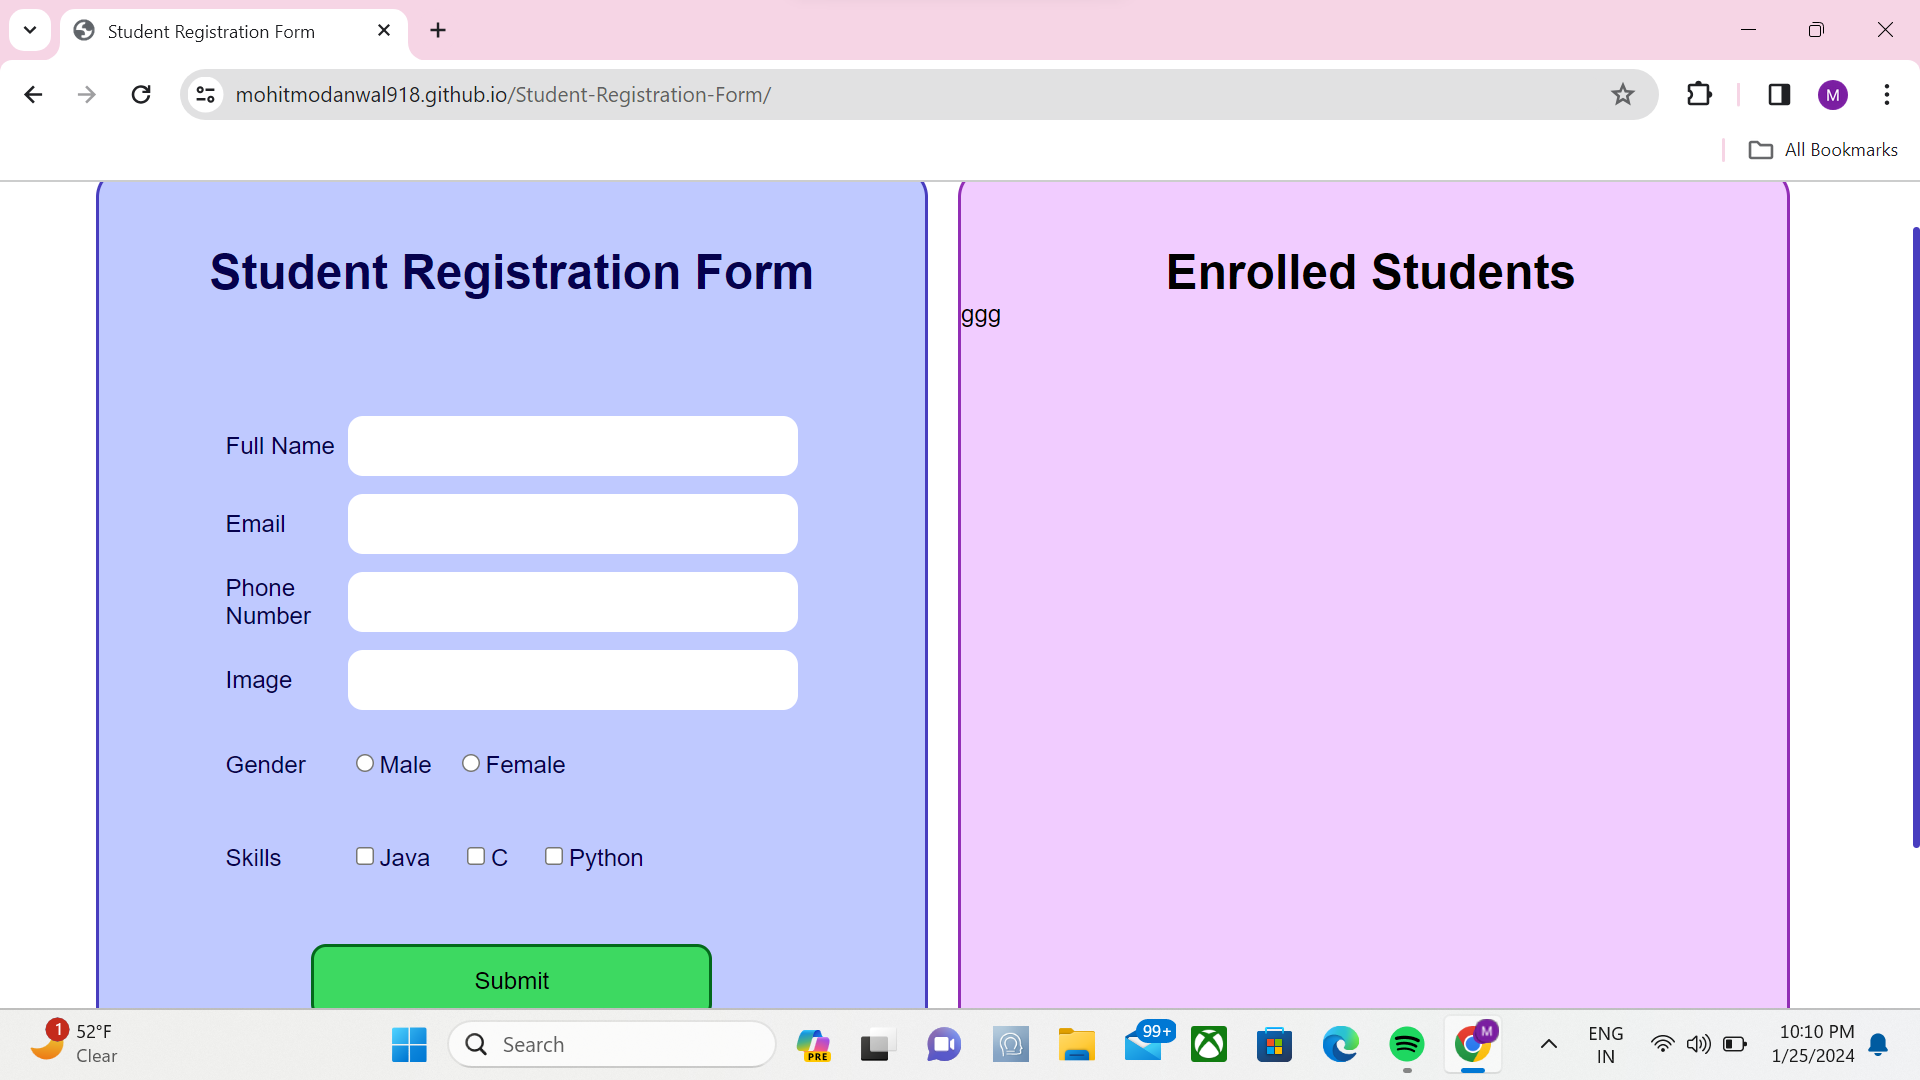 Student Registration Form
mohitmodanwal918.github.io/Student-Registration-Form/
M
All Bookmarks
Student Registration Form
Enrolled Students
ggg
Full Name
Email
Phone
Number
Image
Gender
Male
Female
Skills
Java
C
Python
Submit
1
52°F
Clear
Search
PRE
99+
M
ENG
IN
10:10 PM
1/25/2024